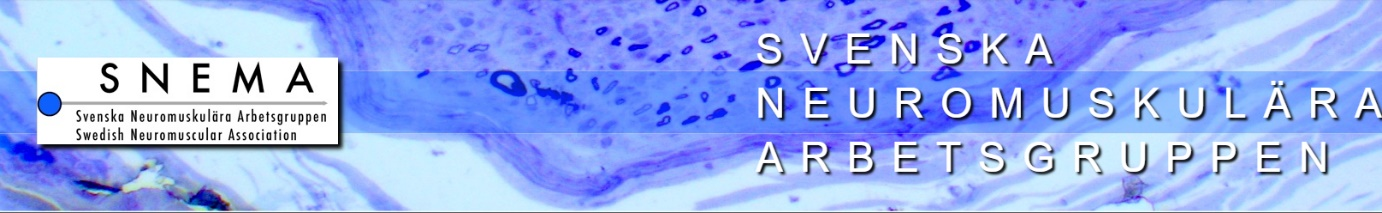 SNEMA
Svenska Neuromuskulära Arbetsgruppen
Swedish Neuromuscular Association
SVENSKA
NEUROMUSKULÄRA
ARBETSGRUPPEN